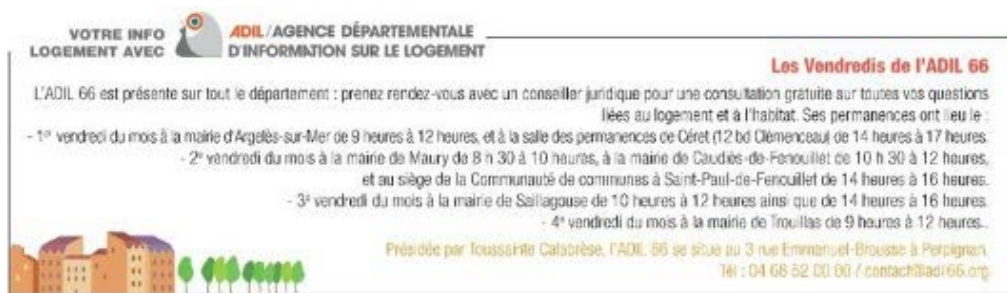 VOTRE INFO
LOGEMENT AVEC
ADIL/AGENCE DÉPARTEMENTALE
D'INFORMATION SUR LE LOGEMENT
Les Vendredis de l'ADIL 66
L'ADIL 66 est présente sur tout le département : prenez rendez-vous avec un conseiller juridique pour une consultation gratuite sur toutes vos questions
liées au logement et à l'habitat. Ses permanences ont lieu le :
- 1er vendredi du mois à la mairie d'Argelès-sur-Mer de 9 heures à 12 heures, et à la salle des permanences de Céret (12 bd Clémenceau) de 14 heures à 17 heures.
- 2e vendredi du mois à la mairie de Maury de 8 h 30 à 10 heures, à la mairie de Caudiès-de-Fenouillet de 10 h 30 à 12 heures,
et au siège de la Communauté de communes à Saint-Paul-de-Fenouillet de 14 heures à 16 heures.
- 3e vendredi du mois à la mairie de Saillagouse de 10 heures à 12 heures ainsi que de 14 heures à 16 heures.
- 4e vendredi du mois à la mairie de Trouillas de 9 heures à 12 heures..
Présidée par Toussainte Calabrèse, l'ADIL 66 se situe au 3 rue Emmanuel-Brousse à Perpignan.
Tél : 04 68 52 00 00 / contact@adil66.org